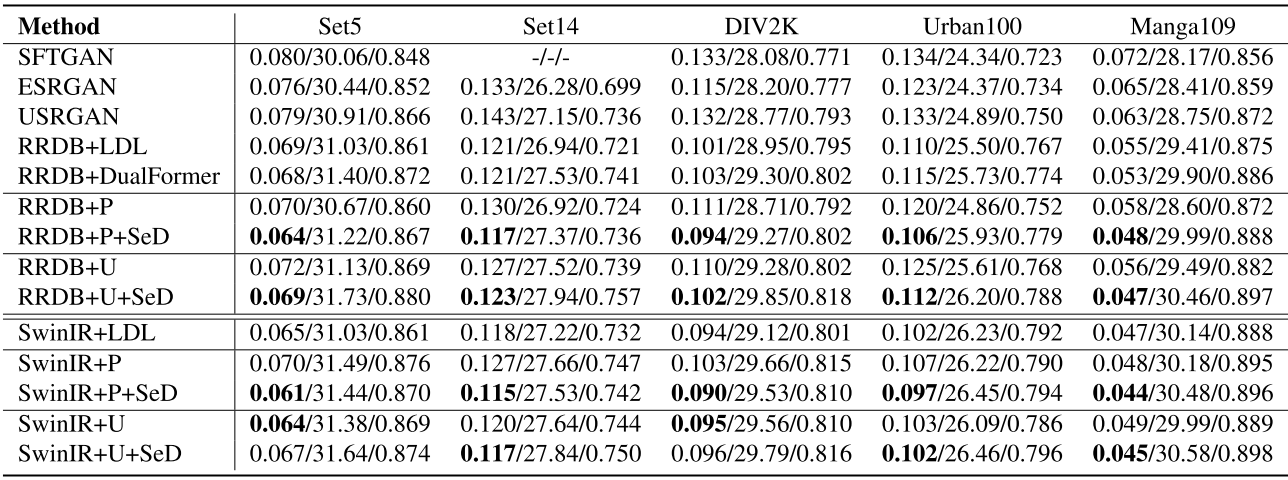 Method Set5 Set14 DIV2K Urban100 Manga109
SFTGAN 0.080/30.06/0.848 -/-/- 0.133/28.08/0.771 0.134/24.34/0.723 0.072/28.17/0.856
ESRGAN 0.076/30.44/0.852 0.133/26.28/0.699 0.115/28.20/0.777 0.123/24.37/0.734 0.065/28.41/0.859
USRGAN 0.079/30.91/0.866 0.143/27.15/0.736 0.132/28.77/0.793 0.133/24.89/0.750 0.063/28.75/0.872
RRDB+LDL 0.069/31.03/0.861 0.121/26.94/0.721 0.101/28.95/0.795 0.110/25.50/0.767 0.055/29.41/0.875
RRDB+DualFormer 0.068/31.40/0.872 0.121/27.53/0.741 0.103/29.30/0.802 0.115/25.73/0.774 0.053/29.90/0.886
RRDB+P 0.070/30.67/0.860 0.130/26.92/0.724 0.111/28.71/0.792 0.120/24.86/0.752 0.058/28.60/0.872
RRDB+P+SeD 0.064/31.22/0.867 0.117/27.37/0.736 0.094/29.27/0.802 0.106/25.93/0.779 0.048/29.99/0.888
RRDB+U 0.072/31.13/0.869 0.127/27.52/0.739 0.110/29.28/0.802 0.125/25.61/0.768 0.056/29.49/0.882
RRDB+U+SeD 0.069/31.73/0.880 0.123/27.94/0.757 0.102/29.85/0.818 0.112/26.20/0.788 0.047/30.46/0.897
SwinIR+LDL 0.065/31.03/0.861 0.118/27.22/0.732 0.094/29.12/0.801 0.102/26.23/0.792 0.047/30.14/0.888
SwinIR+P 0.070/31.49/0.876 0.127/27.66/0.747 0.103/29.66/0.815 0.107/26.22/0.790 0.048/30.18/0.895
SwinIR+P+SeD 0.061/31.44/0.870 0.115/27.53/0.742 0.090/29.53/0.810 0.097/26.45/0.794 0.044/30.48/0.896
SwinIR+U 0.064/31.38/0.869 0.120/27.64/0.744 0.095/29.56/0.810 0.103/26.09/0.786 0.049/29.99/0.889
SwinIR+U+SeD 0.067/31.64/0.874 0.117/27.84/0.750 0.096/29.79/0.816 0.102/26.46/0.796 0.045/30.58/0.898